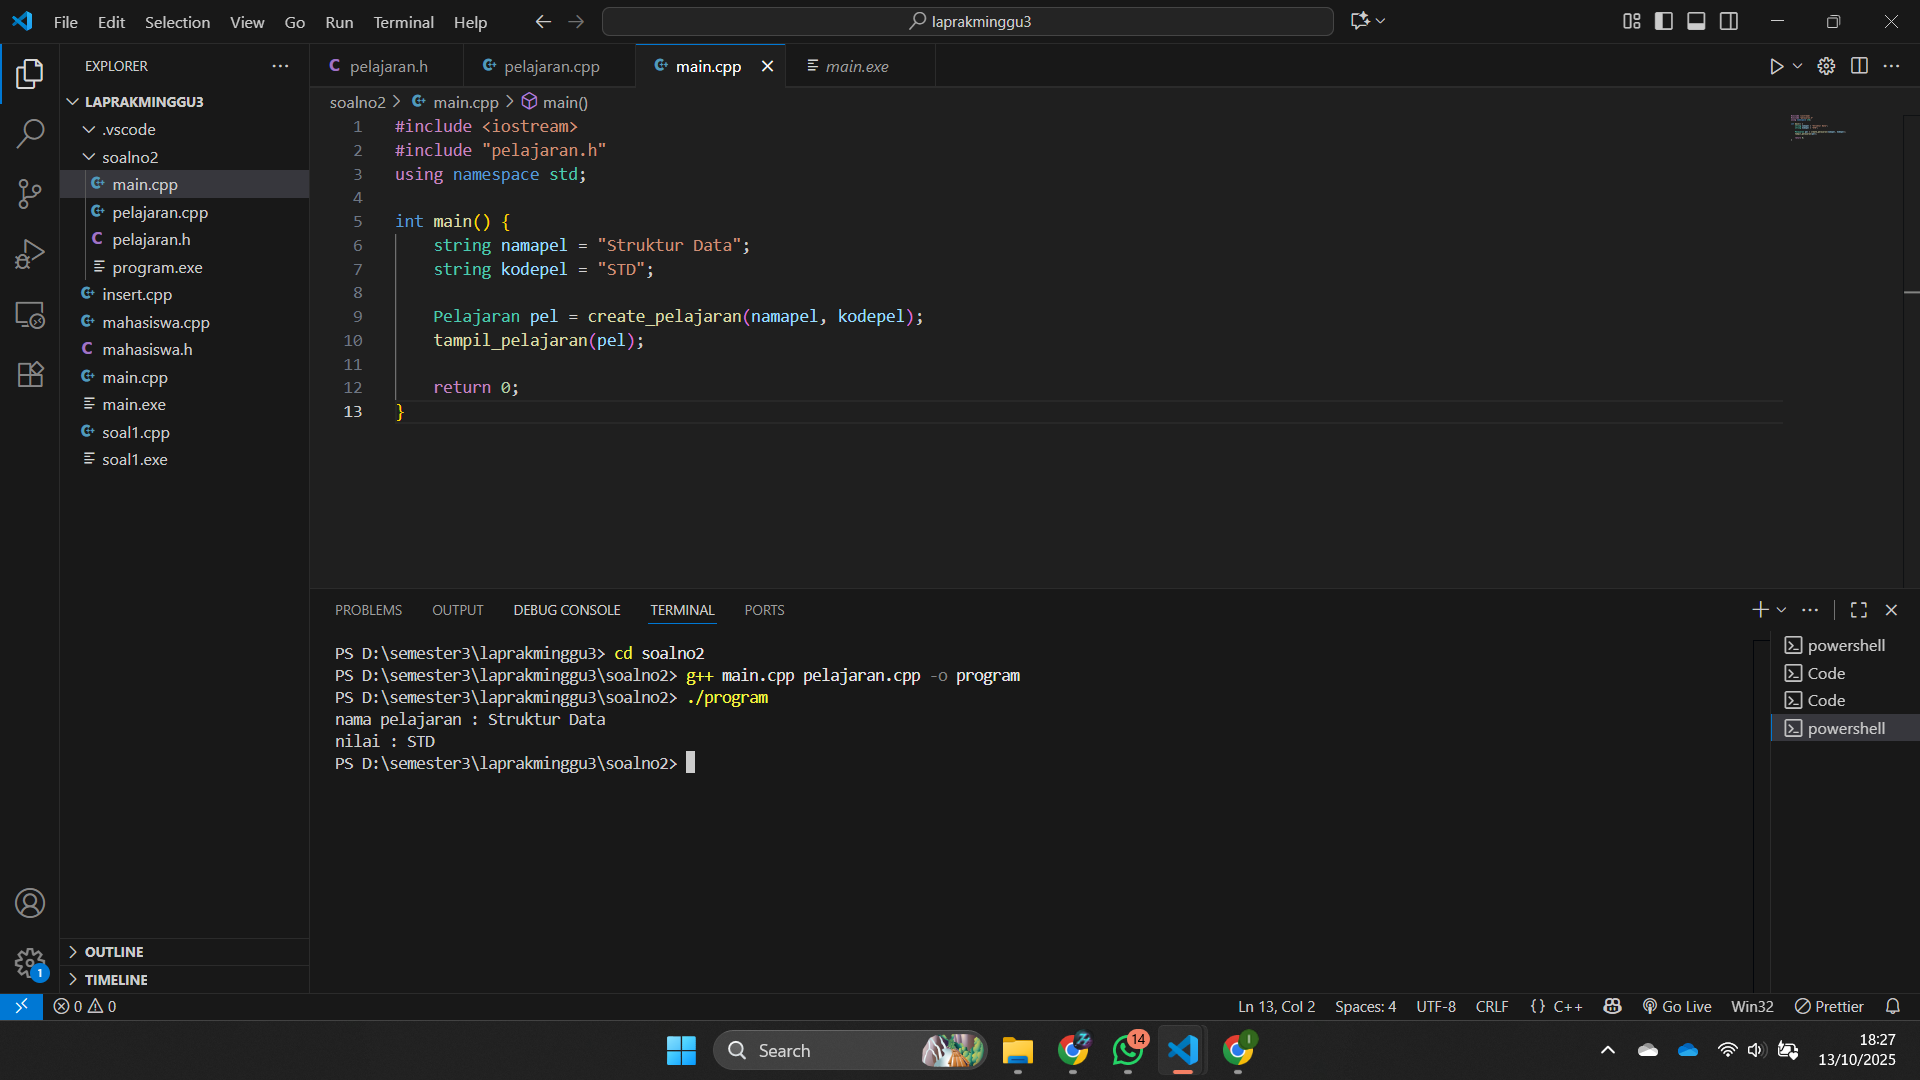 File Edit Selection View Go Run Terminal Help
laprakminggu3
EXPLORER
LAPRAKMINGGU3
.vscode
soalno2
main.cpp
pelajaran.cpp
pelajaran.h
program.exe
insert.cpp
mahasiswa.cpp
mahasiswa.h
main.cpp
main.exe
soal1.cpp
soal1.exe
OUTLINE
TIMELINE
pelajaran.h pelajaran.cpp main.cpp main.exe
soalno2 > main.cpp > main()
1 #include <iostream>
2 #include "pelajaran.h"
3 using namespace std;
4
5 int main() {
6 string namapel = "Struktur Data";
7 string kodepel = "STD";
8
9 Pelajaran pel = create_pelajaran(namapel, kodepel);
10 tampil_pelajaran(pel);
11
12 return 0;
13 }
PROBLEMS OUTPUT DEBUG CONSOLE TERMINAL PORTS
PS D:\semester3\laprakminggu3> cd soalno2
PS D:\semester3\laprakminggu3\soalno2> g++ main.cpp pelajaran.cpp -o program
PS D:\semester3\laprakminggu3\soalno2> ./program
nama pelajaran : Struktur Data
nilai : STD
PS D:\semester3\laprakminggu3\soalno2>
powershell
Code
Code
powershell
1
0 0 Ln 13, Col 2 Spaces: 4 UTF-8 CRLF {} C++ Go Live Win32 Prettier
Search
14
18:27
13/10/2025